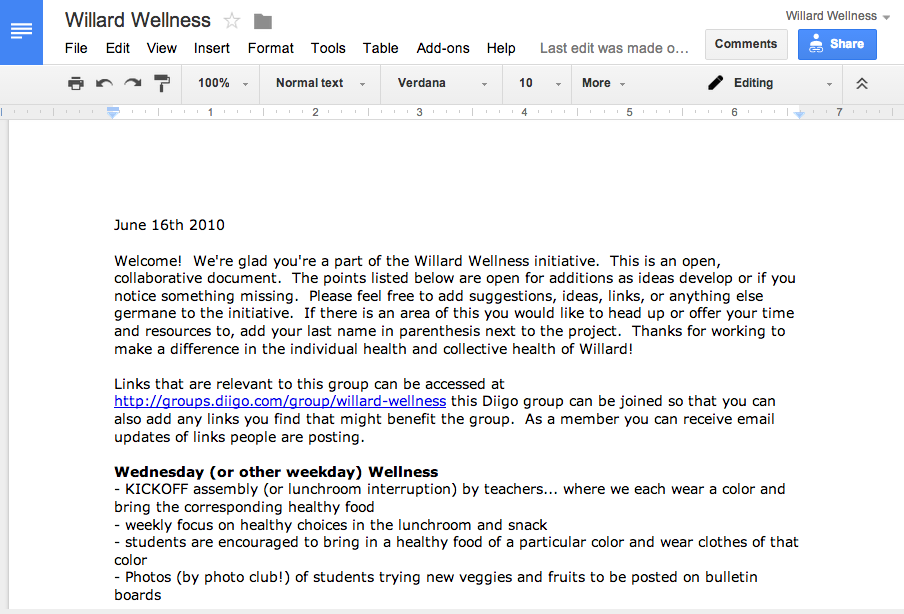 Willard Wellness
Willard Wellness
File Edit View Insert Format Tools Table Add-ons Help Last edit was made o...
Comments Share
100% Normal text Verdana 10 More Editing
1 2 3 4 5 6 7
June 16th 2010
Welcome!  We're glad you're a part of the Willard Wellness initiative.  This is an open,
collaborative document.  The points listed below are open for additions as ideas develop or if you
notice something missing.  Please feel free to add suggestions, ideas, links, or anything else
germane to the initiative.  If there is an area of this you would like to head up or offer your time
and resources to, add your last name in parenthesis next to the project.  Thanks for working to
make a difference in the individual health and collective health of Willard!
Links that are relevant to this group can be accessed at
http://groups.diigo.com/group/willard-wellness this Diigo group can be joined so that you can
also add any links you find that might benefit the group.  As a member you can receive email
updates of links people are posting.
Wednesday (or other weekday) Wellness
- KICKOFF assembly (or lunchroom interruption) by teachers... where we each wear a color and
bring the corresponding healthy food
- weekly focus on healthy choices in the lunchroom and snack
- students are encouraged to bring in a healthy food of a particular color and wear clothes of that
color
- Photos (by photo club!) of students trying new veggies and fruits to be posted on bulletin
boards